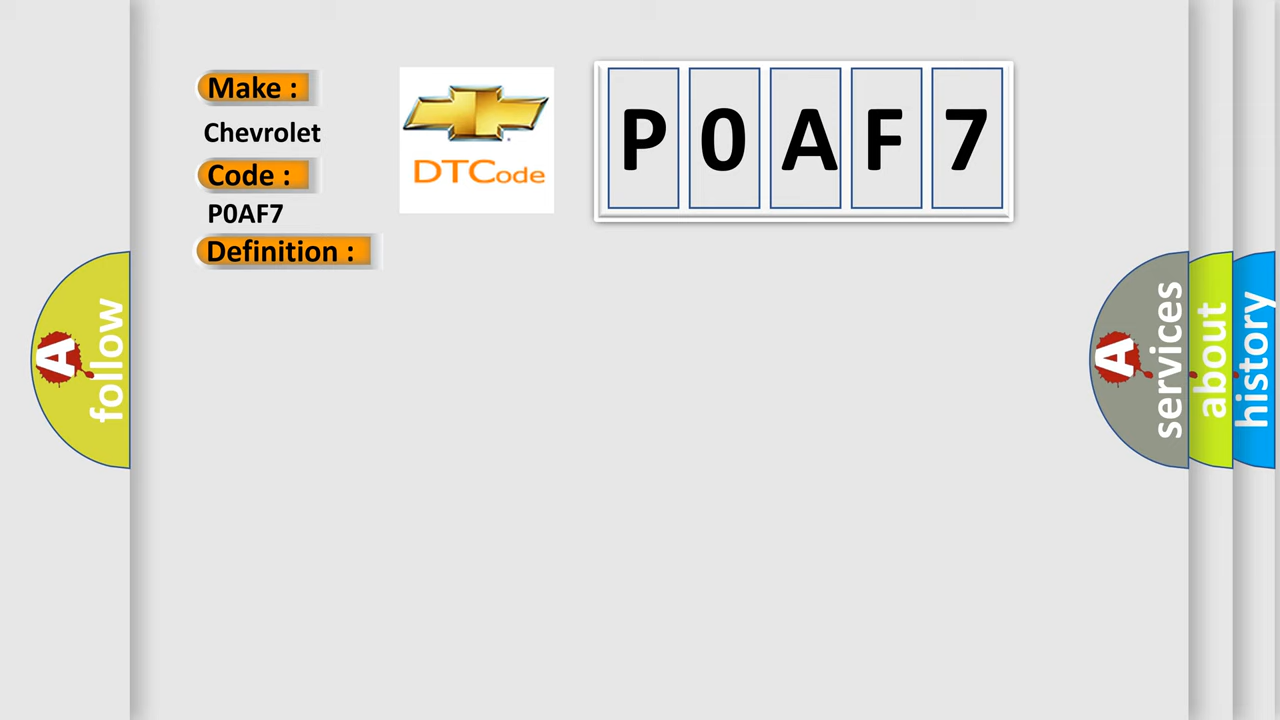 Make :
Chevrolet
Code :
P0AF7
Definition :
DTCode
P0AF7
A follow
A services
about
history